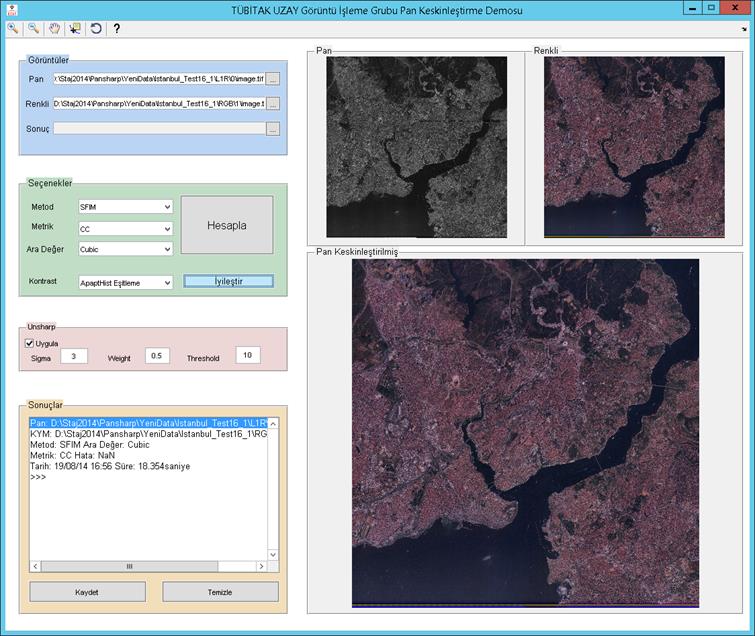 TÜBİTAK UZAY Görüntü İşleme Grubu Pan Keskinleştirme Demosu
Görüntüler
Pan :\Staj2014\Pansharp\YeniData\Istanbul_Test16_1\L1R\0\image.tif ...
Renkli D:\Staj2014\Pansharp\YeniData\Istanbul_Test16_1\RGB\1\image.t ...
Sonuç ...
Seçenekler
Metod SFIM
Metrik CC
Ara Değer Cubic
Hesapla
Kontrast ApaptHist Eşitleme
İyileştir
Unsharp
Uygula
Sigma 3 Weight 0.5 Threshold 10
Sonuçlar
Pan: D:\Staj2014\Pansharp\YeniData\Istanbul_Test16_1\L1R
KYM: D:\Staj2014\Pansharp\YeniData\Istanbul_Test16_1\RG
Metod: SFIM Ara Değer: Cubic
Metrik: CC Hata: NaN
Tarih: 19/08/14 16:56 Süre: 18.354saniye
>>>
Kaydet Temizle
Pan
Renkli
Pan Keskinleştirilmiş